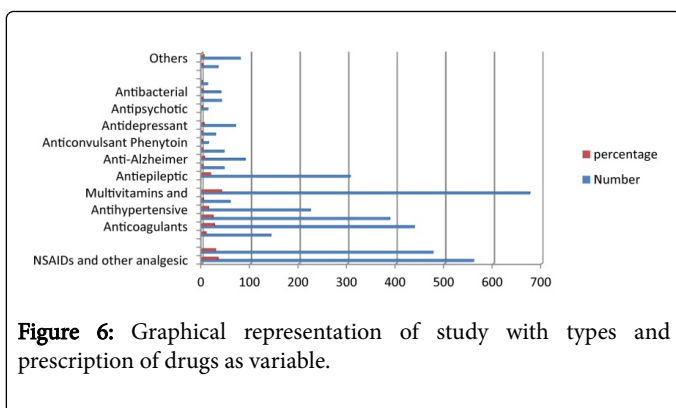 Others
Antibacterial
Antipsychotic
Antidepressant
Anticonvulsant Phenytoin
Anti-Alzheimer
Antiepileptic
Multivitamins and
Antihypertensive
Anticoagulants
NSAIDs and other analgesic
0 100 200 300 400 500 600 700
percentage
Number
Figure 6: Graphical representation of study with types and
prescription of drugs as variable.